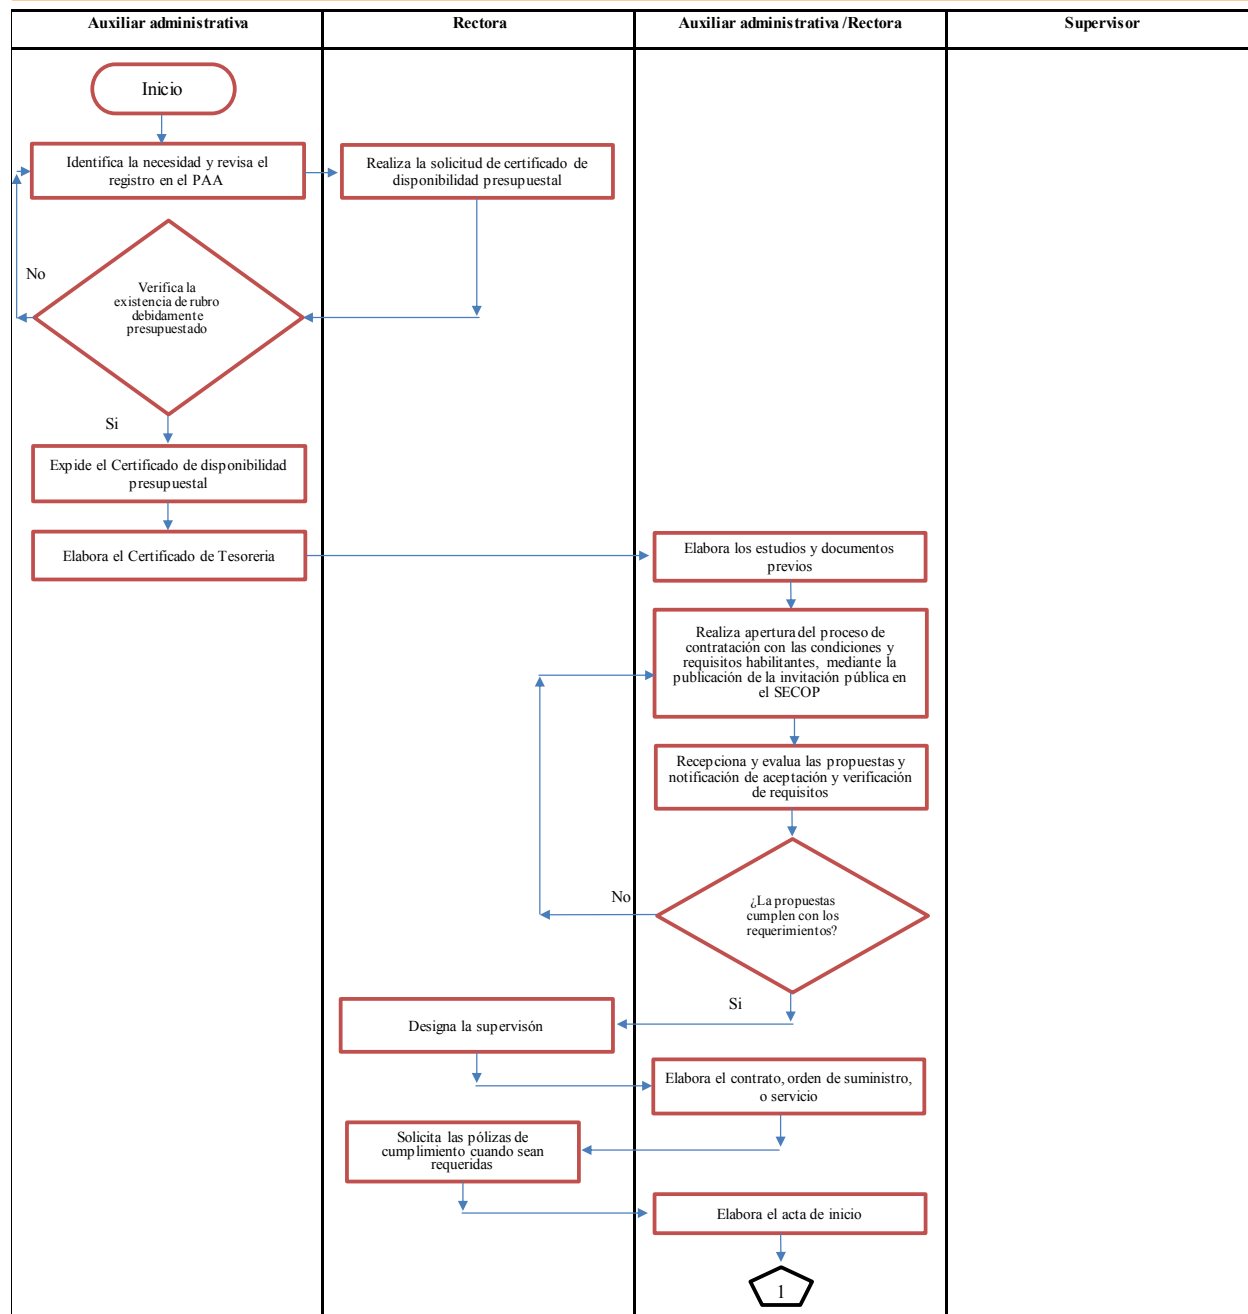 Auxiliar administrativa
Rectora
Auxiliar administrativa /Rectora
Supervisor
Inicio
Identifica la necesidad y revisa el
registro en el PAA
Realiza la solicitud de certificado de
disponibilidad presupuestal
No
Verifica la
existencia de rubro
debidamente
presupuestado
Si
Expide el Certificado de disponibilidad
presupuestal
Elabora el Certificado de Tesoreria
Elabora los estudios y documentos
previos
Realiza apertura del proceso de
contratación con las condiciones y
requisitos habilitantes, mediante la
publicación de la invitación pública en
el SECOP
Recepciona y evalua las propuestas y
notificación de aceptación y verificación
de requisitos
No
¿La propuestas
cumplen con los
requerimientos?
Si
Designa la supervisón
Elabora el contrato, orden de suministro,
o servicio
Solicita las pólizas de
cumplimiento cuando sean
requeridas
Elabora el acta de inicio
1